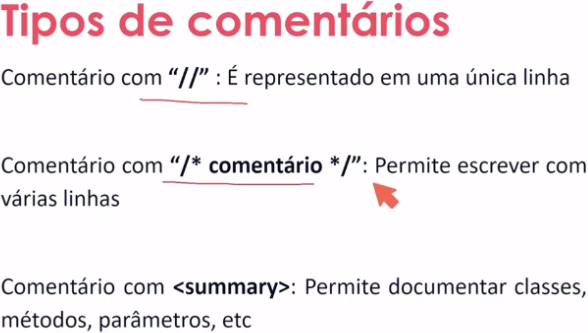 Tipos de comentários
Comentário com “//” : É representado em uma única linha
Comentário com “/* comentário */”: Permite escrever com
várias linhas
Comentário com <summary>: Permite documentar classes,
métodos, parâmetros, etc